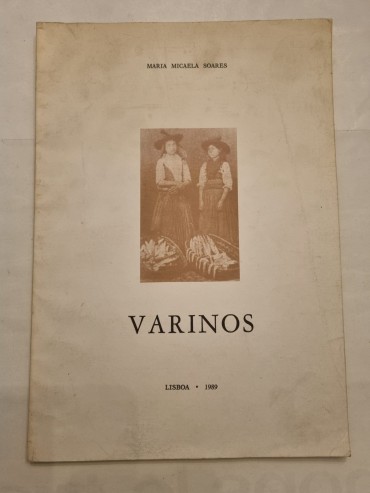 MARIA MICAELA SOARES
VARINOS
LISBOA • 1989